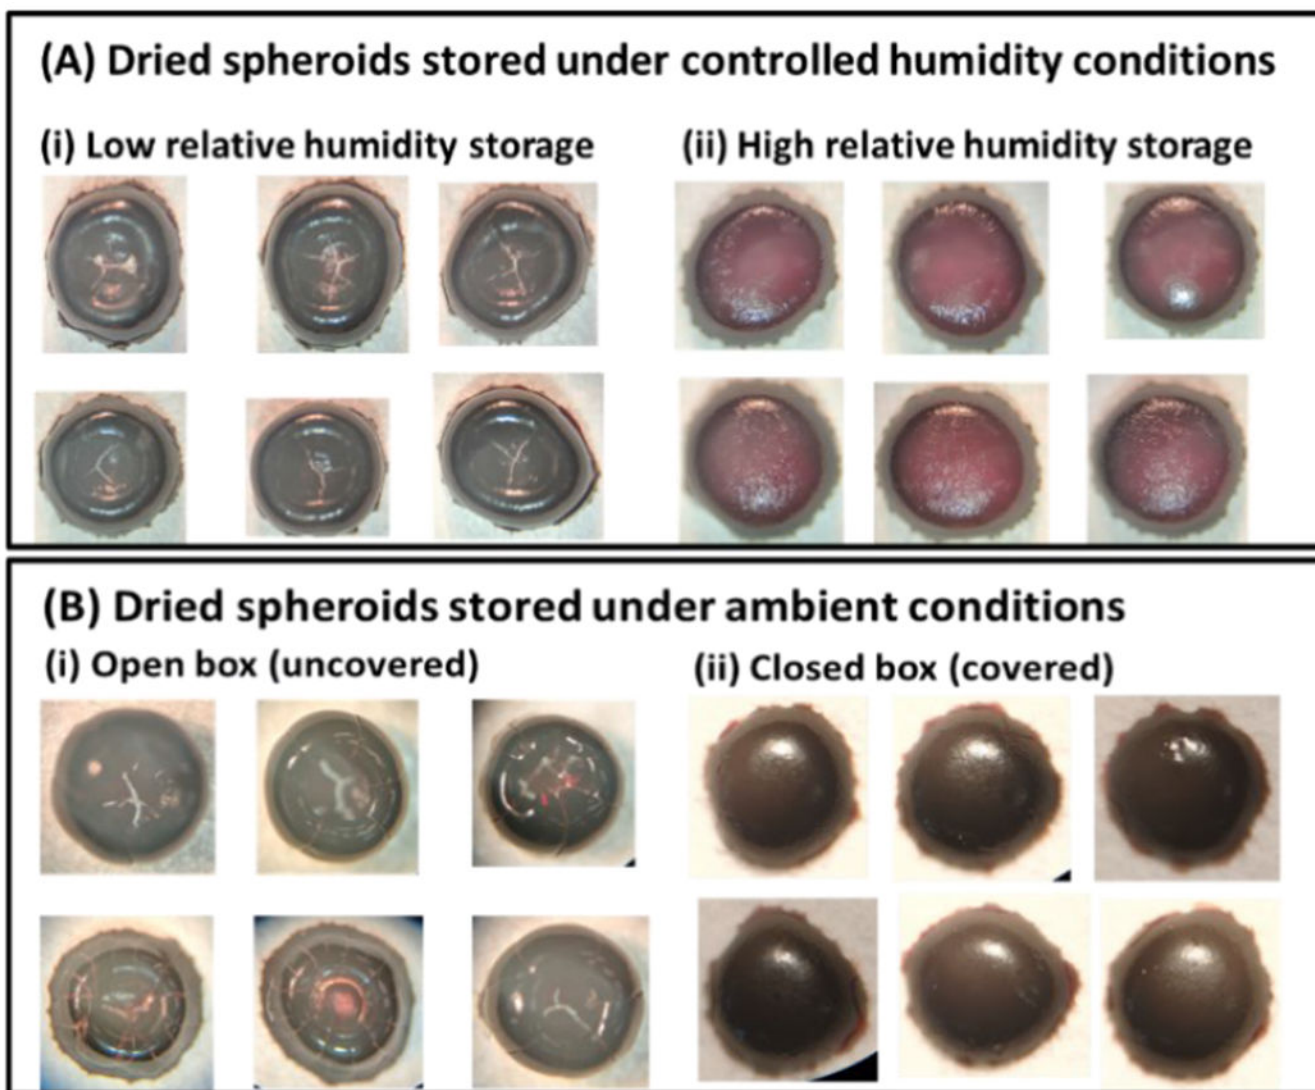 (A) Dried spheroids stored under controlled humidity conditions
(i) Low relative humidity storage
(ii) High relative humidity storage
(B) Dried spheroids stored under ambient conditions
(i) Open box (uncovered)
(ii) Closed box (covered)